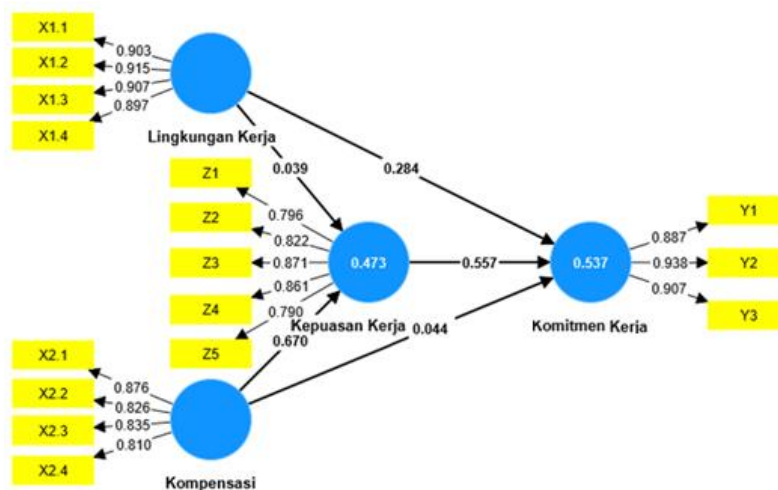 X1.1
0.903
X1.2
0.915
X1.3
0.907
X1.4
0.897
Lingkungan Kerja
0.039
0.284
Z1
0.796
Z2
0.822
Z3
0.871
Z4
0.861
Z5
0.790
0.473
Kepuasan Kerja
0.557
0.537
Komitmen Kerja
0.887
Y1
0.938
Y2
0.907
Y3
0.670
0.044
X2.1
0.876
X2.2
0.826
X2.3
0.835
X2.4
0.810
Kompensasi